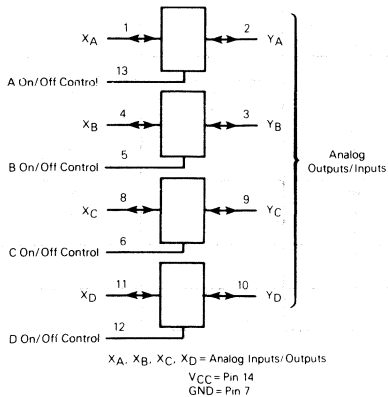 1 2
XA YA
13
A On/Off Control
4 3
XB YB
5
B On/Off Control
Analog
Outputs/Inputs
8 9
XC YC
6
C On/Off Control
11 10
XD YD
12
D On/Off Control
XA, XB, XC, XD = Analog Inputs/Outputs
VCC = Pin 14
GND = Pin 7